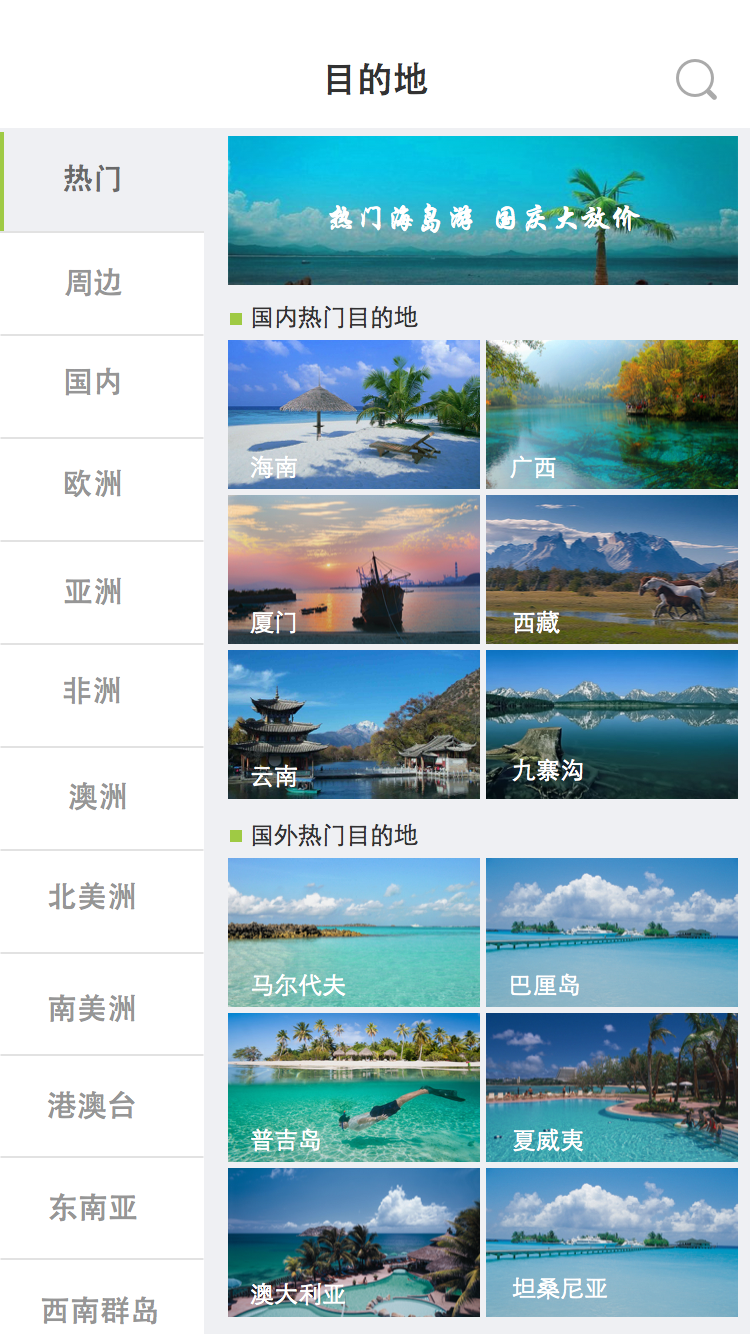 目的地
热门
周边
国内
欧洲
亚洲
非洲
澳洲
北美洲
南美洲
港澳台
东南亚
西南群岛
热门海岛游 国庆大放价
国内热门目的地
海南
广西
厦门
西藏
云南
九寨沟
国外热门目的地
马尔代夫
巴厘岛
普吉岛
夏威夷
澳大利亚
坦桑尼亚